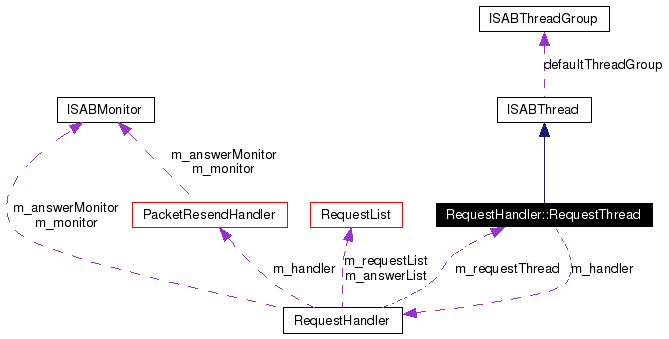 ISABThreadGroup
defaultThreadGroup
ISABMonitor
ISABThread
m_answerMonitor
m_monitor
m_answerMonitor
m_monitor
PacketResendHandler
RequestList
RequestHandler::RequestThread
m_handler
m_requestList
m_answerList
m_requestThread
m_handler
RequestHandler